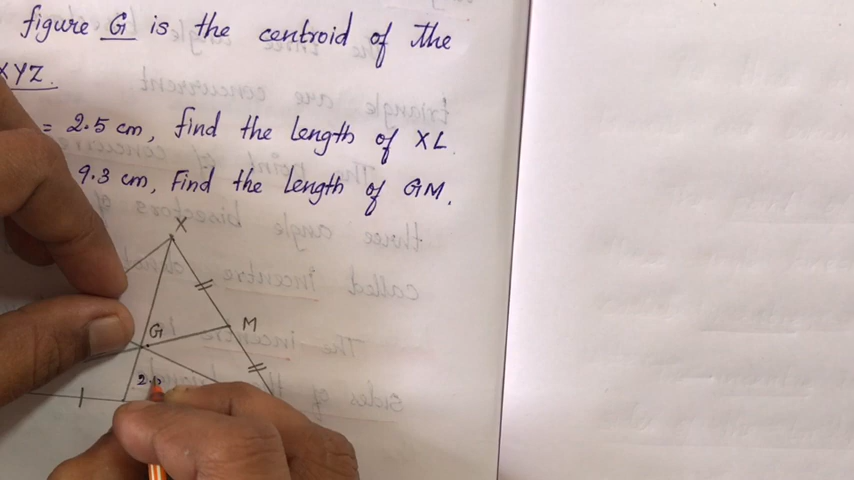 figure G is the centroid of the
XYZ.
= 2.5 cm, find the length of XL.
9.3 cm, Find the length of GM.
X
M
G